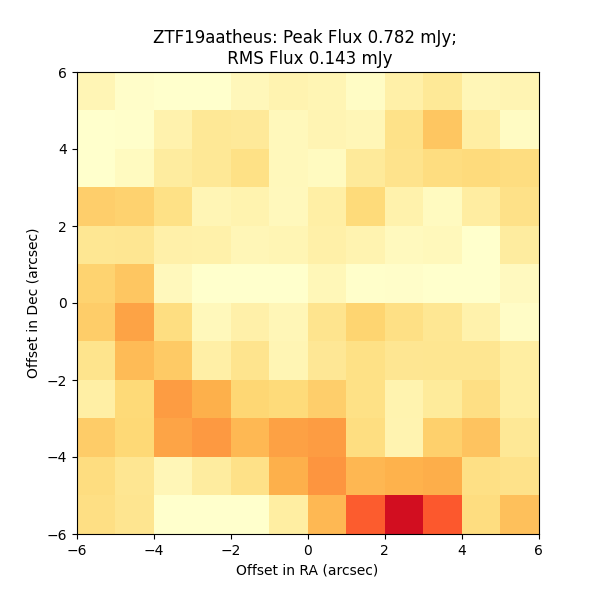 ZTF19aatheus: Peak Flux 0.782 mJy;
RMS Flux 0.143 mJy
6
4
2
0
−2
−4
−6
Offset in Dec (arcsec)
−6 −4 −2 0 2 4 6
Offset in RA (arcsec)